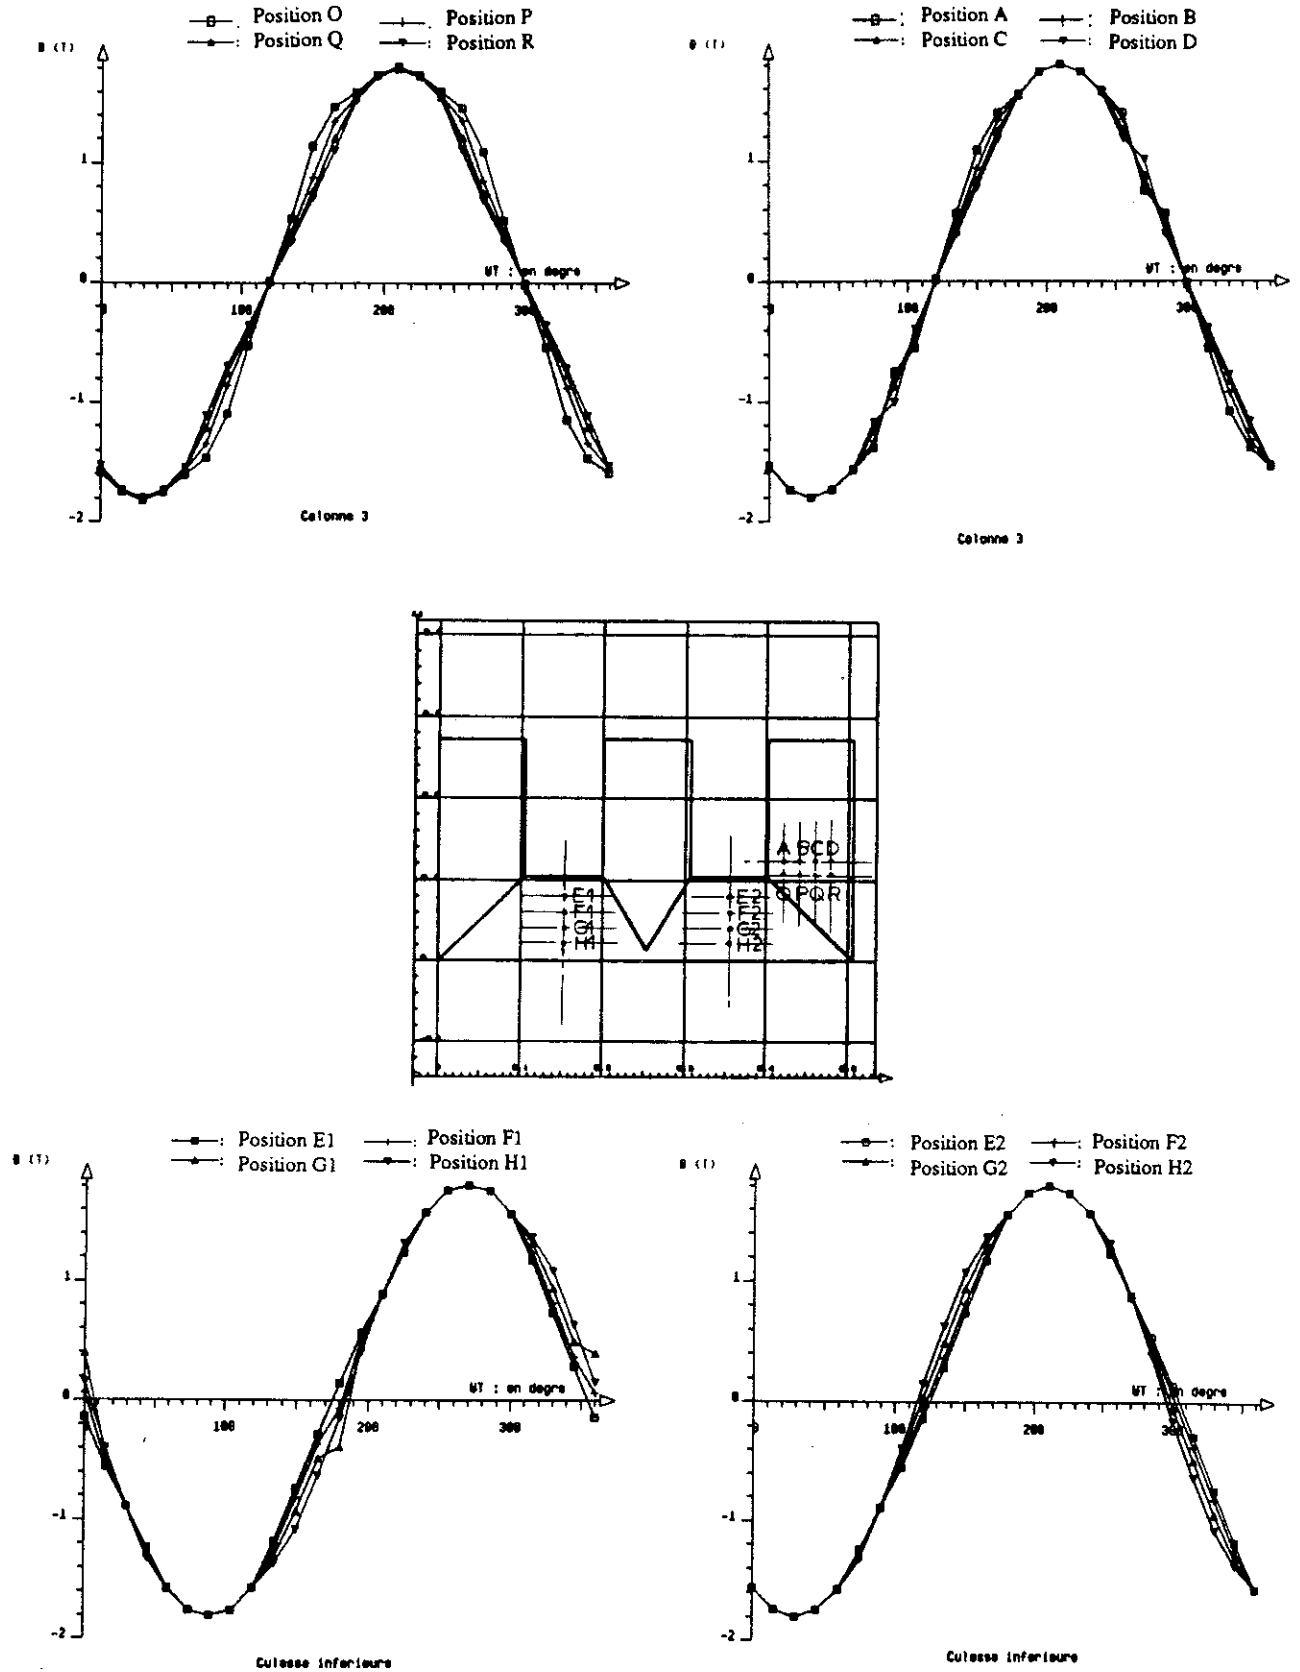 Position O
Position P
Position Q
Position R
B (T)
1
0
-1
-2
0
100
200
300
WT : en degre
Colonne 3
Position A
Position B
Position C
Position D
B (T)
1
0
-1
-2
0
100
200
300
WT : en degre
Colonne 3
A B C D
O P Q R
E1
F1
G1
H1
E2
F2
G2
H2
Position E1
Position F1
Position G1
Position H1
B (T)
1
0
-1
-2
100
200
300
WT : en degre
Culasse inferieure
Position E2
Position F2
Position G2
Position H2
B (T)
1
0
-1
-2
0
100
200
300
WT : en degre
Culasse inferieure